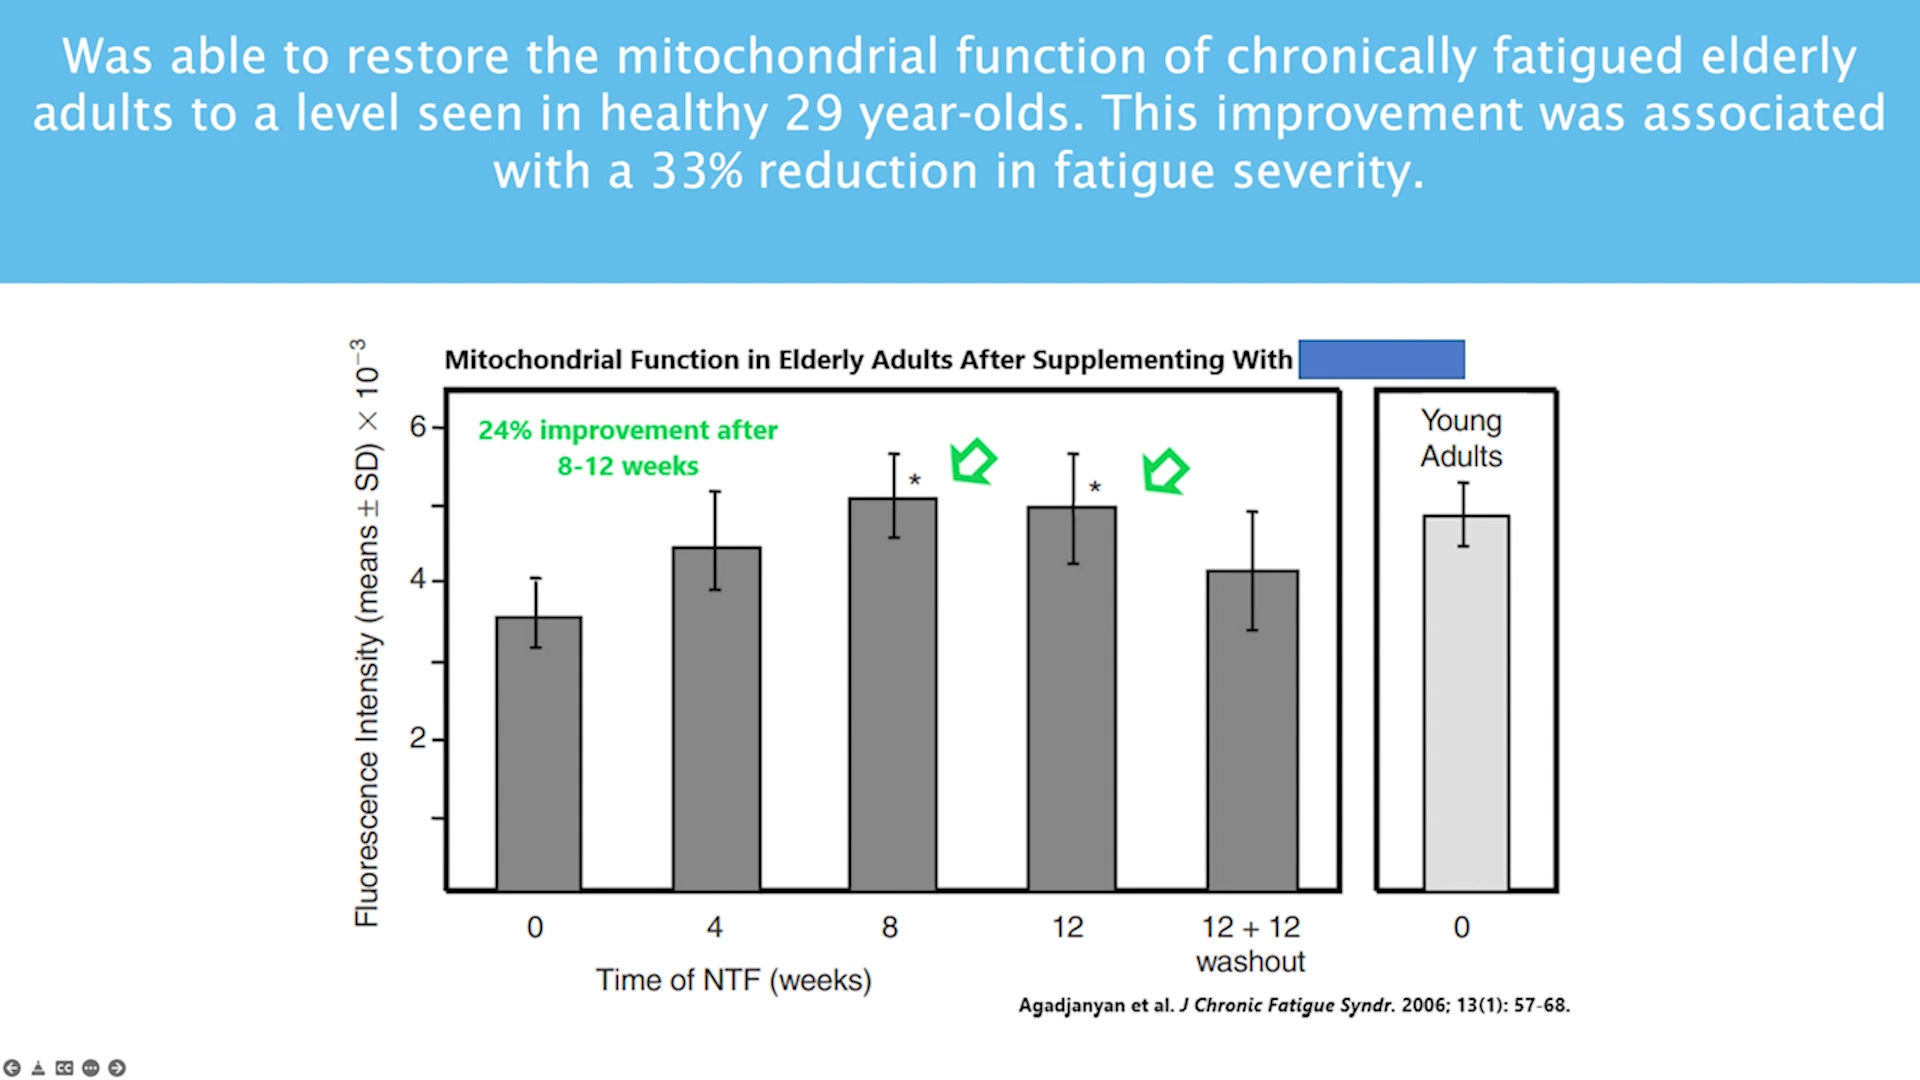 Was able to restore the mitochondrial function of chronically fatigued elderly
adults to a level seen in healthy 29 year-olds. This improvement was associated
with a 33% reduction in fatigue severity.
Mitochondrial Function in Elderly Adults After Supplementing With
Fluorescence Intensity (means ± SD) × 10⁻³
6
4
2
24% improvement after
8-12 weeks
*
*
Young
Adults
0
4
8
12
12 + 12
washout
0
Time of NTF (weeks)
Agadjanyan et al. J Chronic Fatigue Syndr. 2006; 13(1): 57-68.
CC